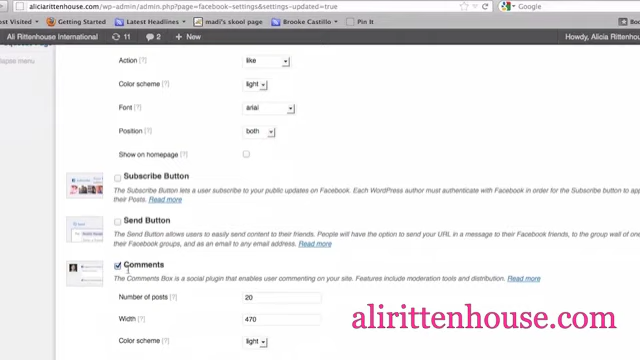 aliciarittenhouse.com/wp-admin/admin.php?page=facebook-settings&settings-updated=true
Google
st Visited
Getting Started
Latest Headlines
madi's skool page
Brooke Castillo
Pin It
Ali Rittenhouse International
11
2
New
Howdy, Alicia Rittenhouse
lapse menu
Action [?]
like
Color scheme [?]
light
Font [?]
arial
Position [?]
both
Show on homepage [?]
Subscribe Button
The Subscribe Button lets a user subscribe to your public updates on Facebook. Each WordPress author must authenticate with Facebook in order for the Subscribe button to ap
their Posts. Read more
Send Button
The Send Button allows users to easily send content to their friends. People will have the option to send your URL in a message to their Facebook friends, to the group wall of one
their Facebook groups, and as an email to any email address. Read more
Comments
The Comments Box is a social plugin that enables user commenting on your site. Features include moderation tools and distribution. Read more
Number of posts [?]
20
Width [?]
470
Color scheme [?]
light
alirittenhouse.com